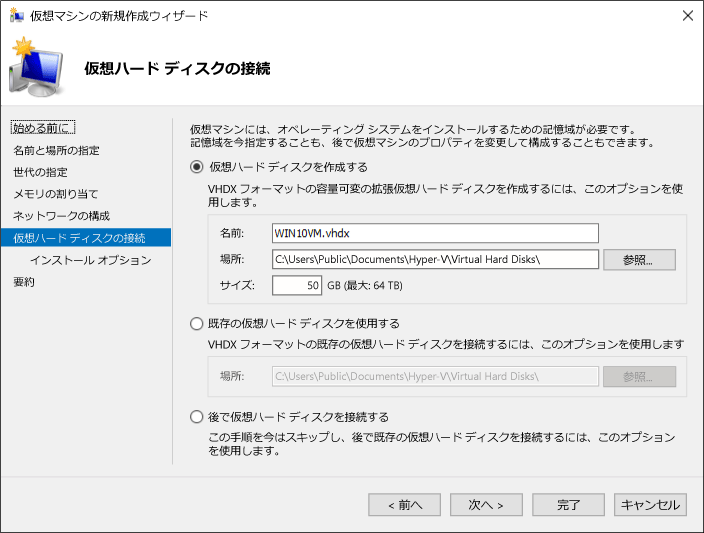 仮想マシンの新規作成ウィザード
仮想ハード ディスクの接続
始める前に
名前と場所の指定
世代の指定
メモリの割り当て
ネットワークの構成
仮想ハード ディスクの接続
インストール オプション
要約
仮想マシンには、オペレーティング システムをインストールするための記憶域が必要です。
記憶域を今指定することも、後で仮想マシンのプロパティを変更して構成することもできます。
仮想ハード ディスクを作成する
VHDX フォーマットの容量可変の拡張仮想ハード ディスクを作成するには、このオプションを使
用します。
名前: WIN10VM.vhdx
場所: C:\Users\Public\Documents\Hyper-V\Virtual Hard Disks\ 参照...
サイズ: 50 GB (最大: 64 TB)
既存の仮想ハード ディスクを使用する
VHDX フォーマットの既存の仮想ハード ディスクを接続するには、このオプションを使用します
場所: C:\Users\Public\Documents\Hyper-V\Virtual Hard Disks\ 参照...
後で仮想ハード ディスクを接続する
この手順を今はスキップし、後で既存の仮想ハード ディスクを接続するには、このオプション
を使用します。
< 前へ 次へ > 完了 キャンセル